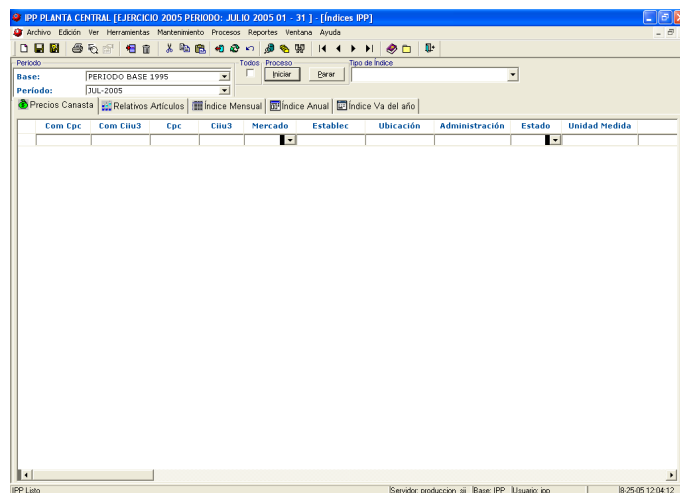 IPP PLANTA CENTRAL [EJERCICIO 2005 PERIODO: JULIO 2005 01 - 31 ] - [Índices IPP]
Archivo Edición Ver Herramientas Mantenimiento Procesos Reportes Ventana Ayuda
Periodo Todos Proceso Tipo de Índice
Base: PERIODO BASE 1995 Iniciar Parar
Período: JUL-2005
Precios Canasta Relativos Artículos Índice Mensual Índice Anual Índice Va del año
Com Cpc Com Ciiu3 Cpc Ciiu3 Mercado Establec Ubicación Administración Estado Unidad Medida
IPP Listo Servidor: produccion_sij Base: IPP Usuario: ipp 8-25-05 12:04:12